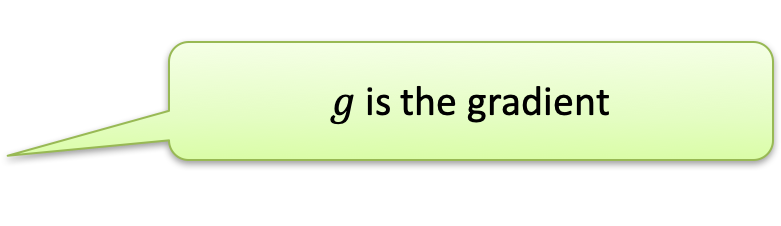 g is the gradient